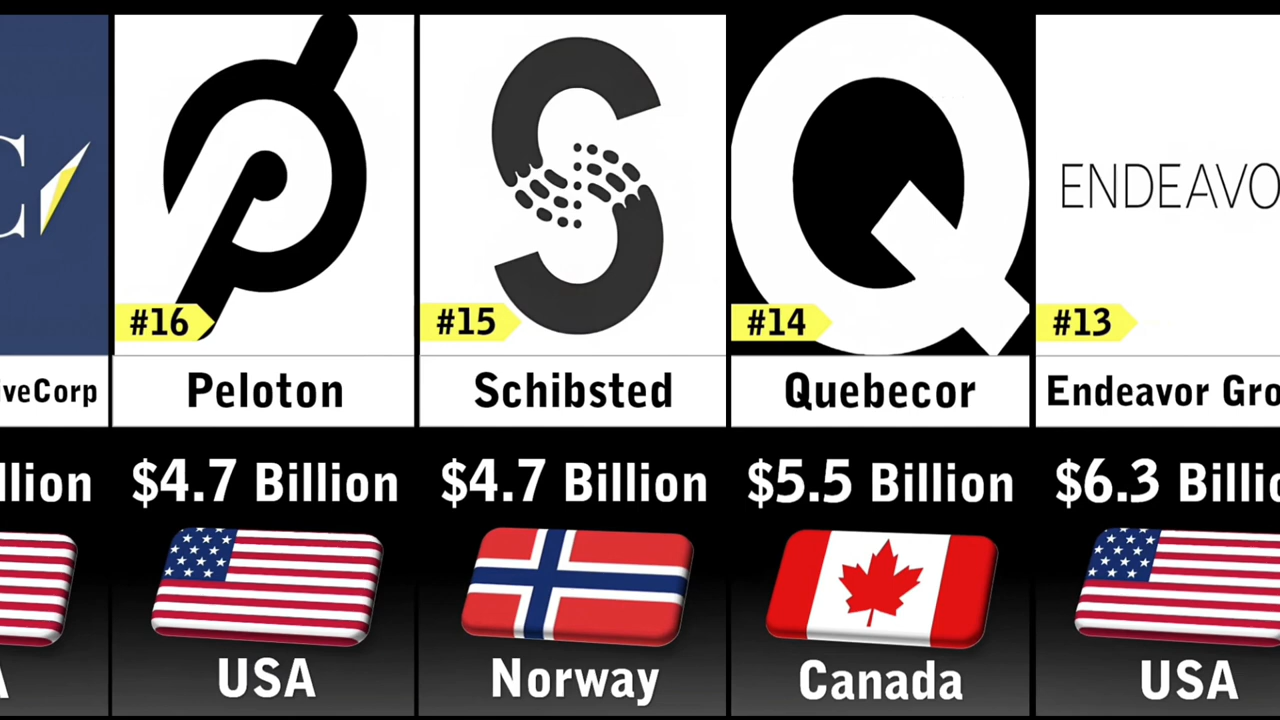 C
iveCorp
llion
A
#16
Peloton
$4.7 Billion
USA
#15
Schibsted
$4.7 Billion
Norway
#14
Quebecor
$5.5 Billion
Canada
ENDEAVO
#13
Endeavor Gro
$6.3 Billio
USA